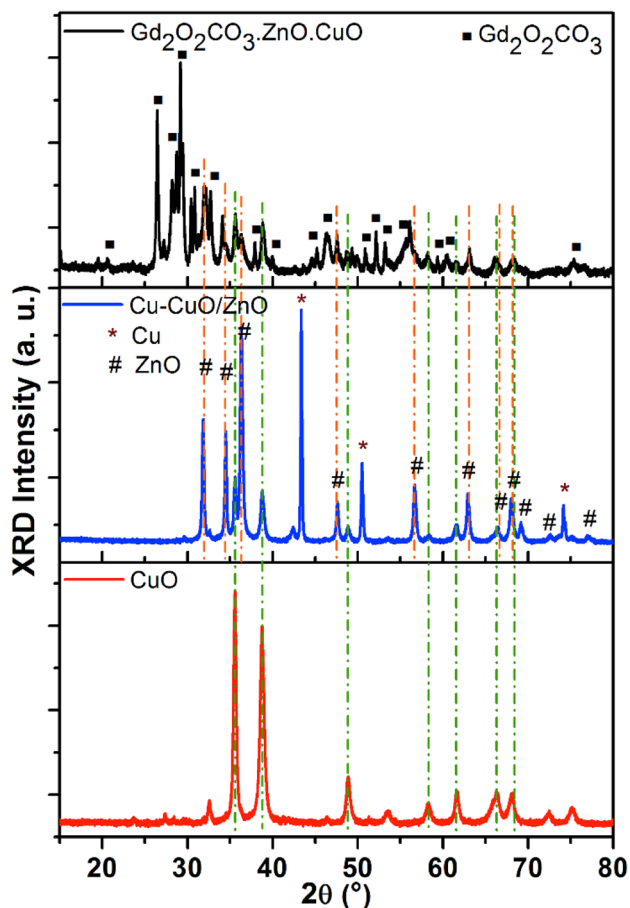 Gd2O2CO3.ZnO.CuO
■ Gd2O2CO3
Cu-CuO/ZnO
* Cu
# ZnO
CuO
XRD Intensity (a. u.)
20 30 40 50 60 70 80
2θ (°)